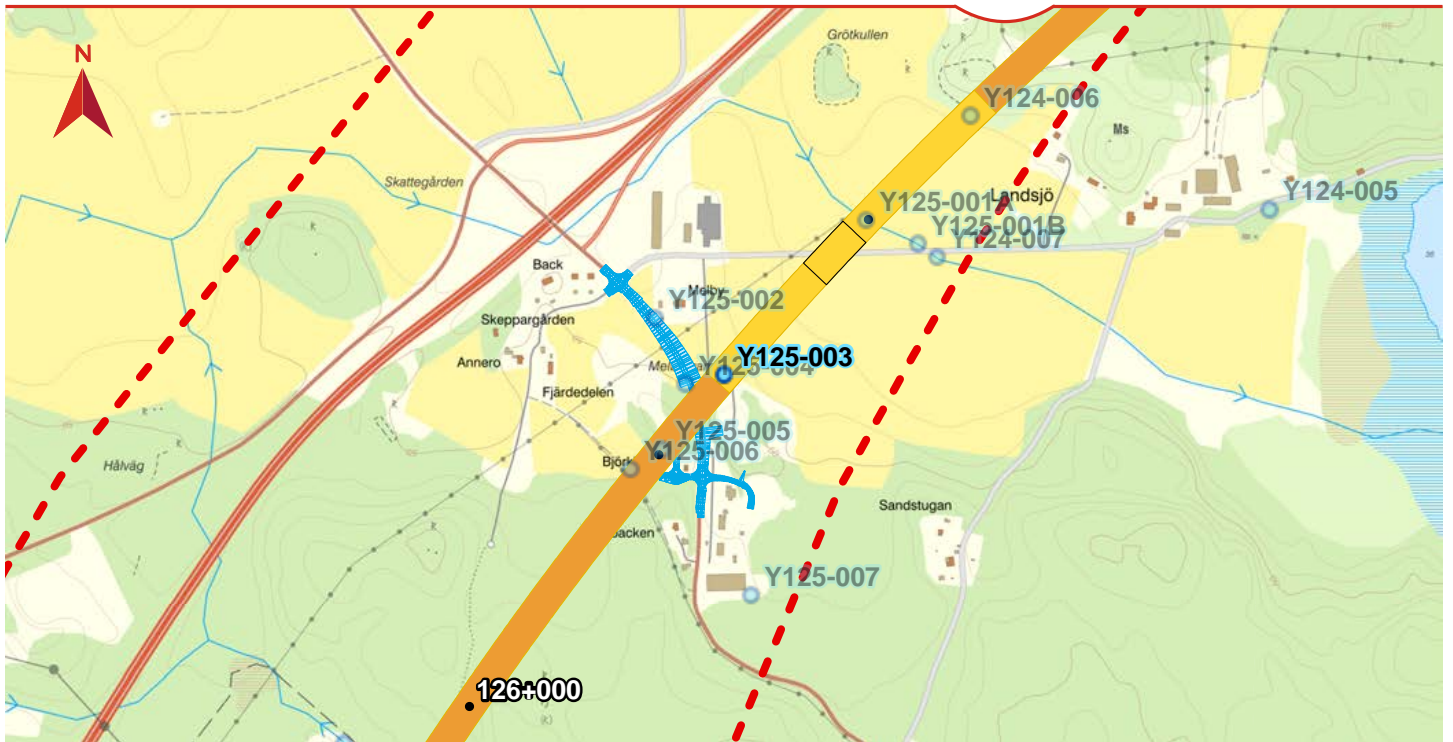 N
Grötkullen
Y124-006
Ms
Skattegården
Landsjö
Y124-005
Y125-001A
Y125-001B
Y124-007
Back
Melby
Y125-002
Skeppargården
Annero
Y125-003
Y125-004
Fjärdedelen
Y125-005
Y125-006
Björk
Hålväg
Sandstugan
backen
Y125-007
126+000